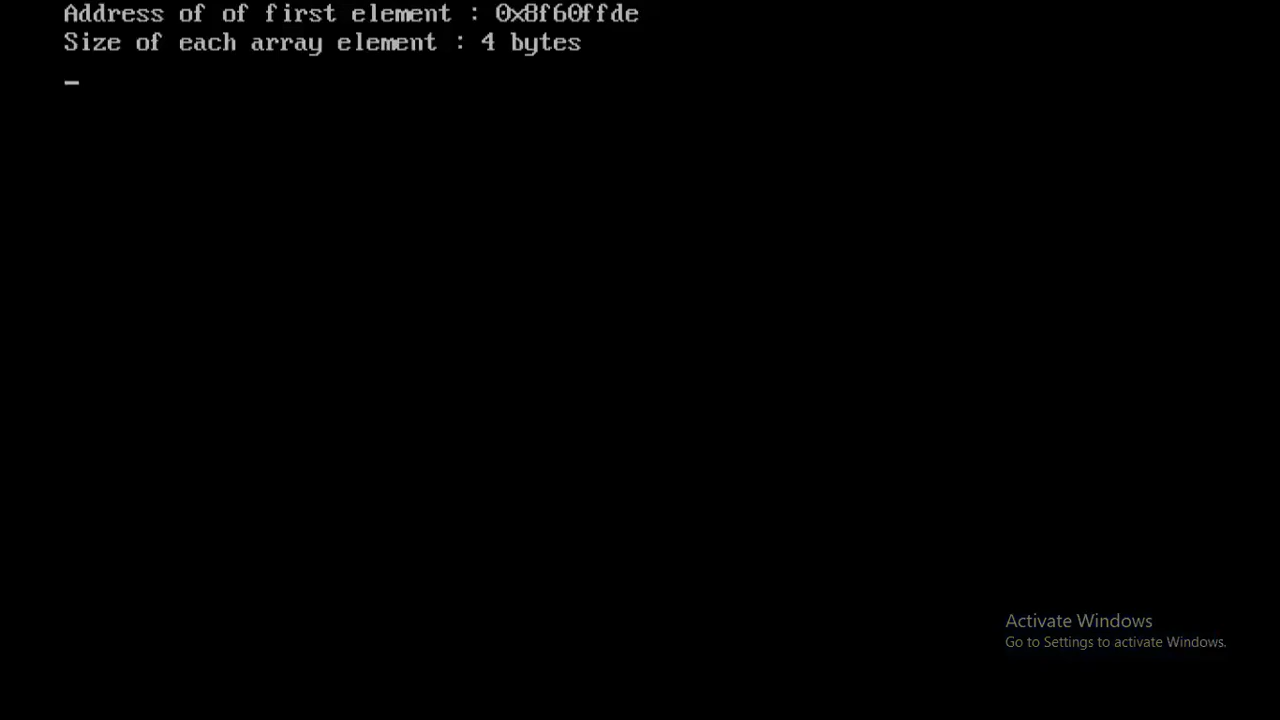 Address of of first element : 0x8f60ffde
Size of each array element : 4 bytes
_
Activate Windows
Go to Settings to activate Windows.